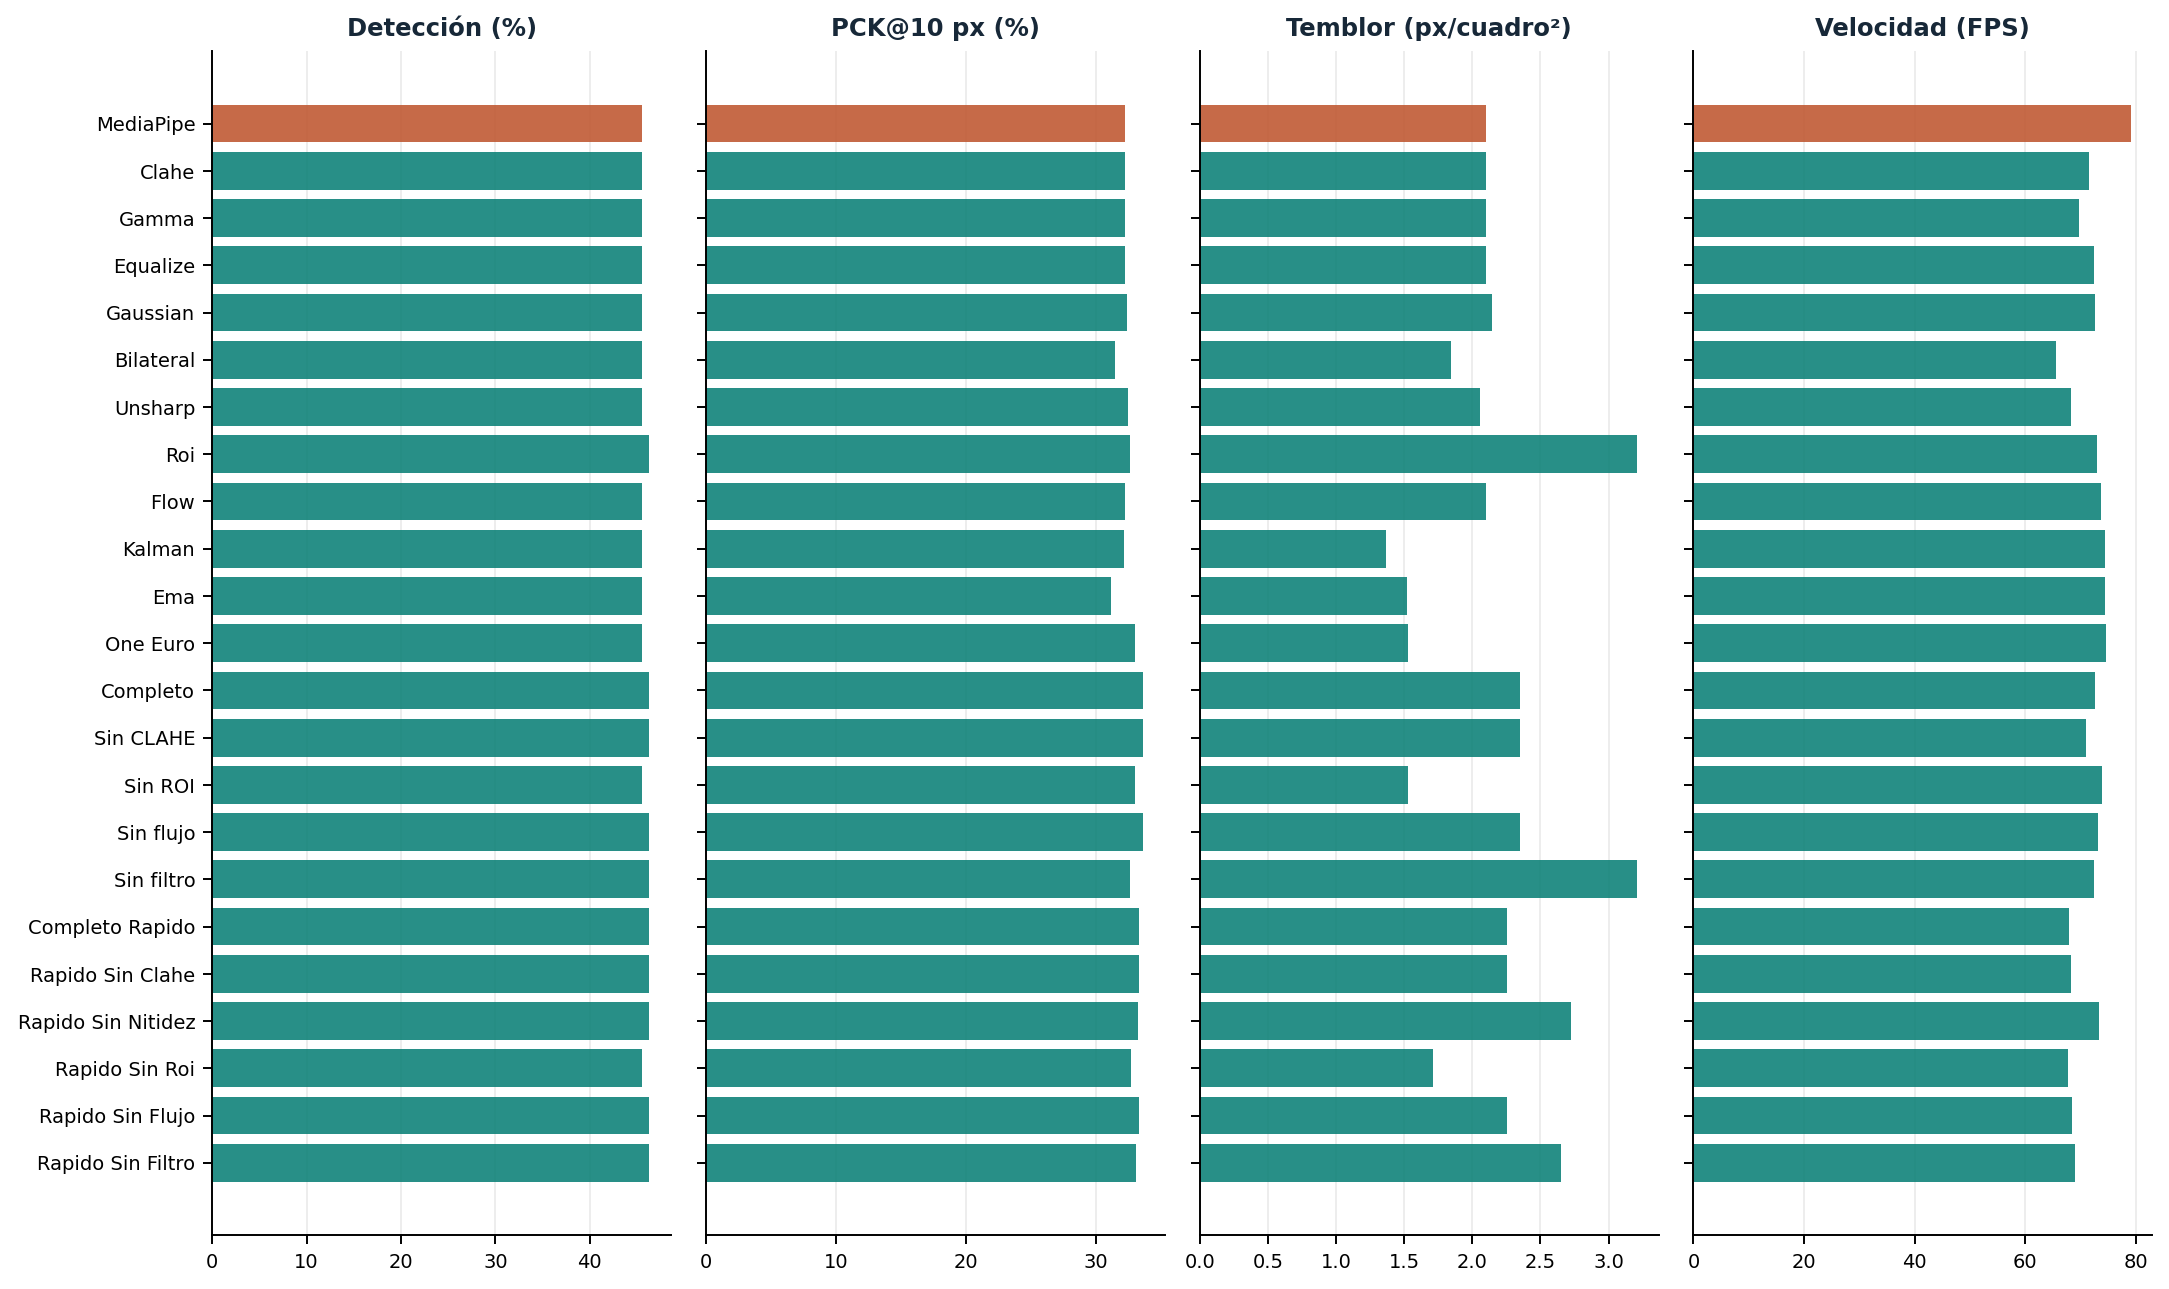 Detección (%)
PCK@10 px (%)
Temblor (px/cuadro²)
Velocidad (FPS)
MediaPipe
Clahe
Gamma
Equalize
Gaussian
Bilateral
Unsharp
Roi
Flow
Kalman
Ema
One Euro
Completo
Sin CLAHE
Sin ROI
Sin flujo
Sin filtro
Completo Rapido
Rapido Sin Clahe
Rapido Sin Nitidez
Rapido Sin Roi
Rapido Sin Flujo
Rapido Sin Filtro
0 10 20 30 40
0 10 20 30
0.0 0.5 1.0 1.5 2.0 2.5 3.0
0 20 40 60 80